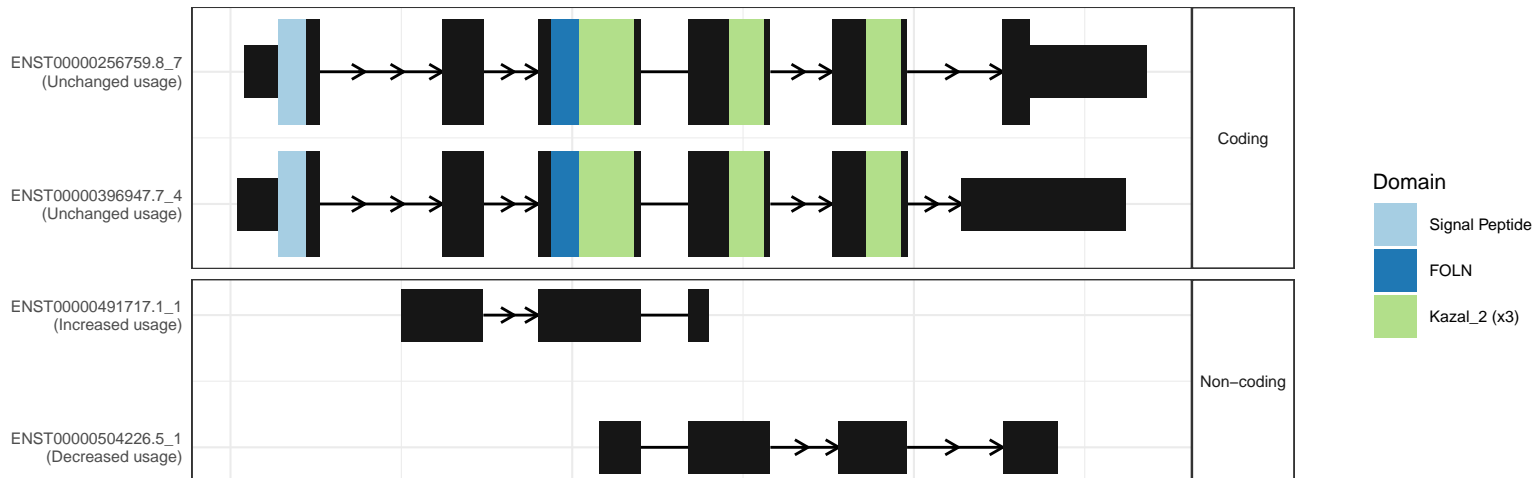 ENST00000256759.8_7
(Unchanged usage)
ENST00000396947.7_4
(Unchanged usage)
Coding
ENST00000491717.1_1
(Increased usage)
ENST00000504226.5_1
(Decreased usage)
Non−coding
Domain
Signal Peptide
FOLN
Kazal_2 (x3)